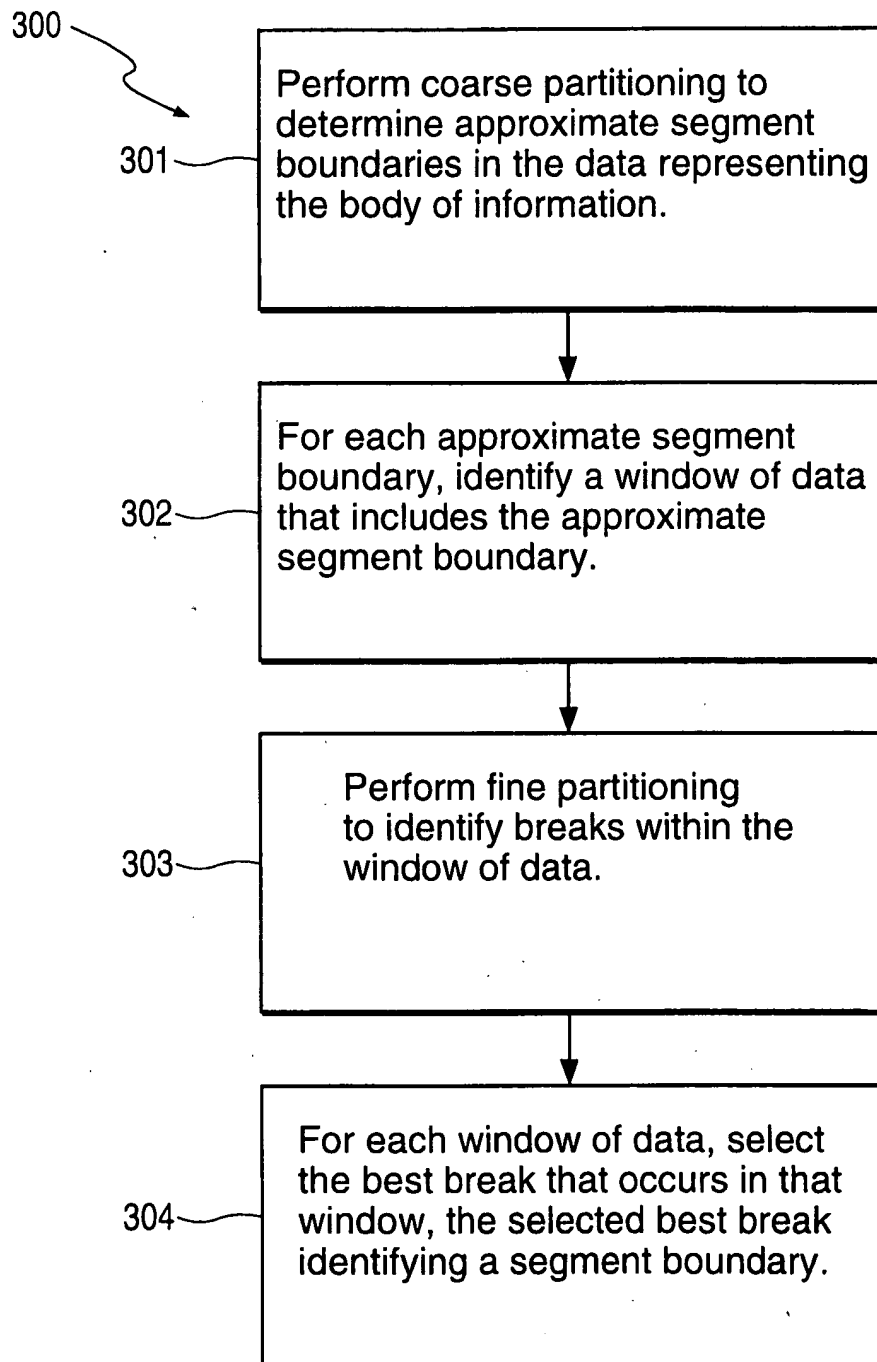 300
Perform coarse partitioning to
determine approximate segment
301 boundaries in the data representing
the body of information.
For each approximate segment
boundary, identify a window of data
302 that includes the approximate
segment boundary.
Perform fine partitioning
to identify breaks within the
303 window of data.
For each window of data, select
the best break that occurs in that
304 window, the selected best break
identifying a segment boundary.